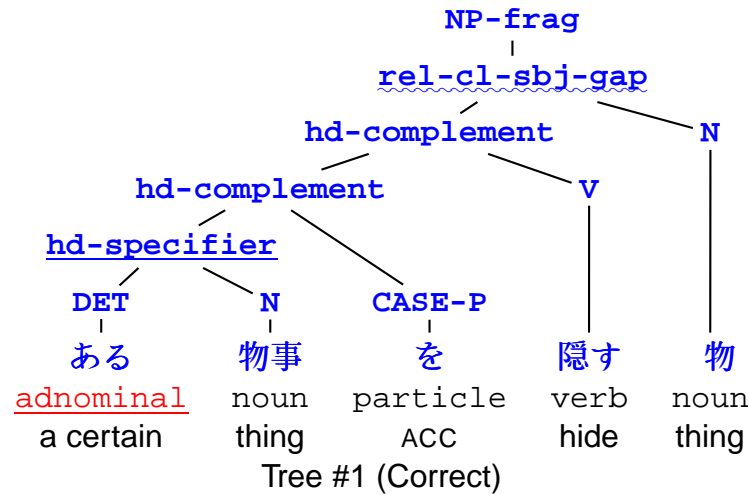 NP-frag
rel-cl-sbj-gap
hd-complement N
hd-complement V
hd-specifier
DET N CASE-P
ある 物事 を 隠す 物
adnominal noun particle verb noun
a certain thing ACC hide thing
Tree #1 (Correct)